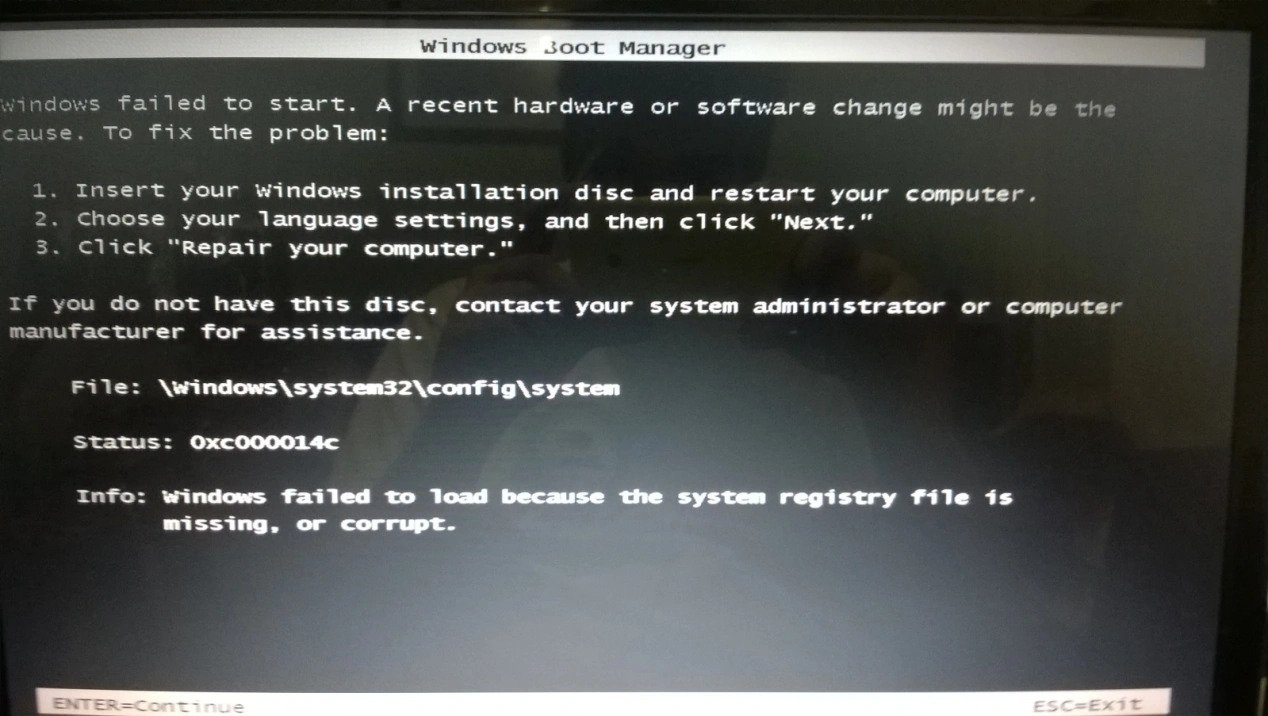 Windows Boot Manager
Windows failed to start. A recent hardware or software change might be the
cause. To fix the problem:
1. Insert your Windows installation disc and restart your computer.
2. Choose your language settings, and then click "Next."
3. Click "Repair your computer."
If you do not have this disc, contact your system administrator or computer
manufacturer for assistance.
File: \Windows\system32\config\system
Status: 0xc000014c
Info: Windows failed to load because the system registry file is
missing, or corrupt.
ENTER=Continue ESC=Exit